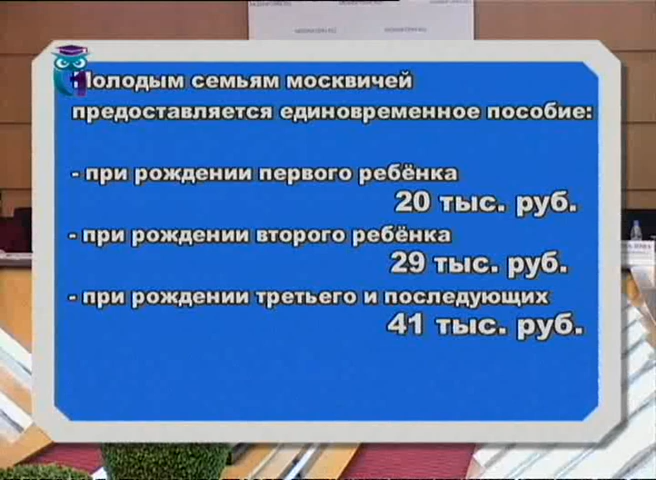 Молодым семьям москвичей
предоставляется единовременное пособие:
- при рождении первого ребёнка
20 тыс. руб.
- при рождении второго ребёнка
29 тыс. руб.
- при рождении третьего и последующих
41 тыс. руб.